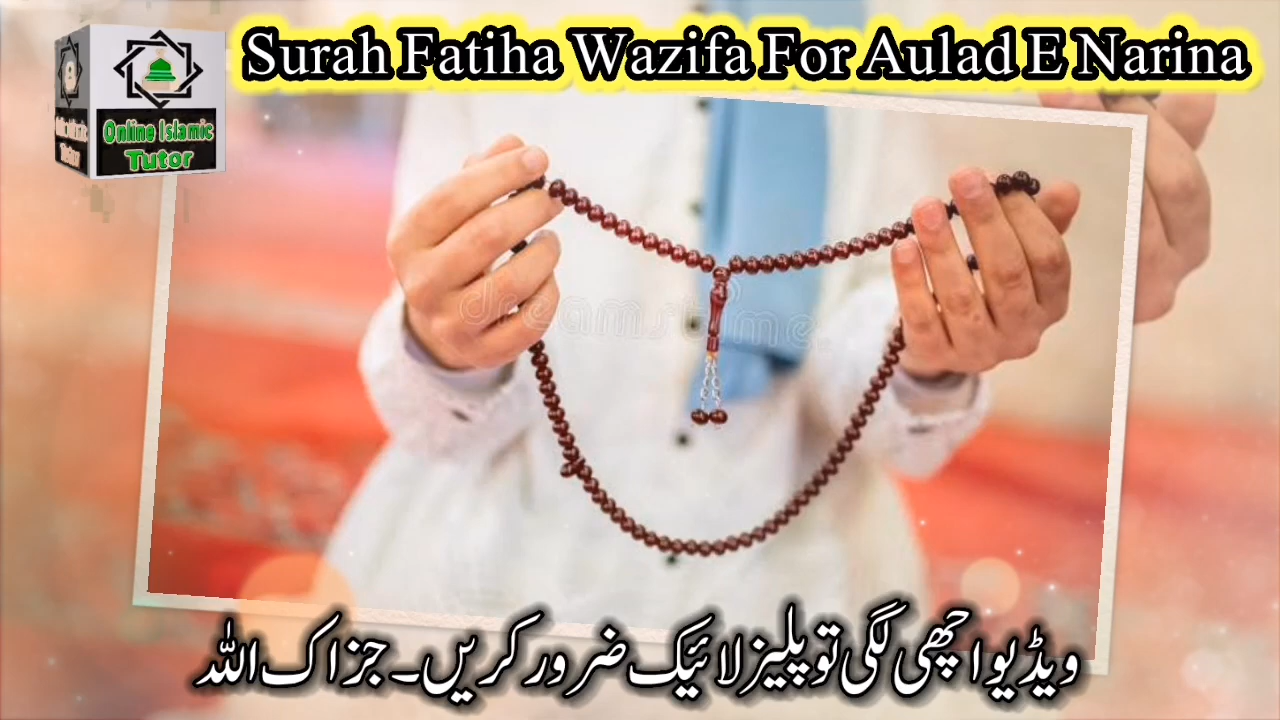 Surah Fatiha Wazifa For Aulad E Narina
Online Islamic
Tutor
dreamstime
ویڈیو اچھی لگی تو پلیز لائیک ضرور کریں۔ جزاک اللہ